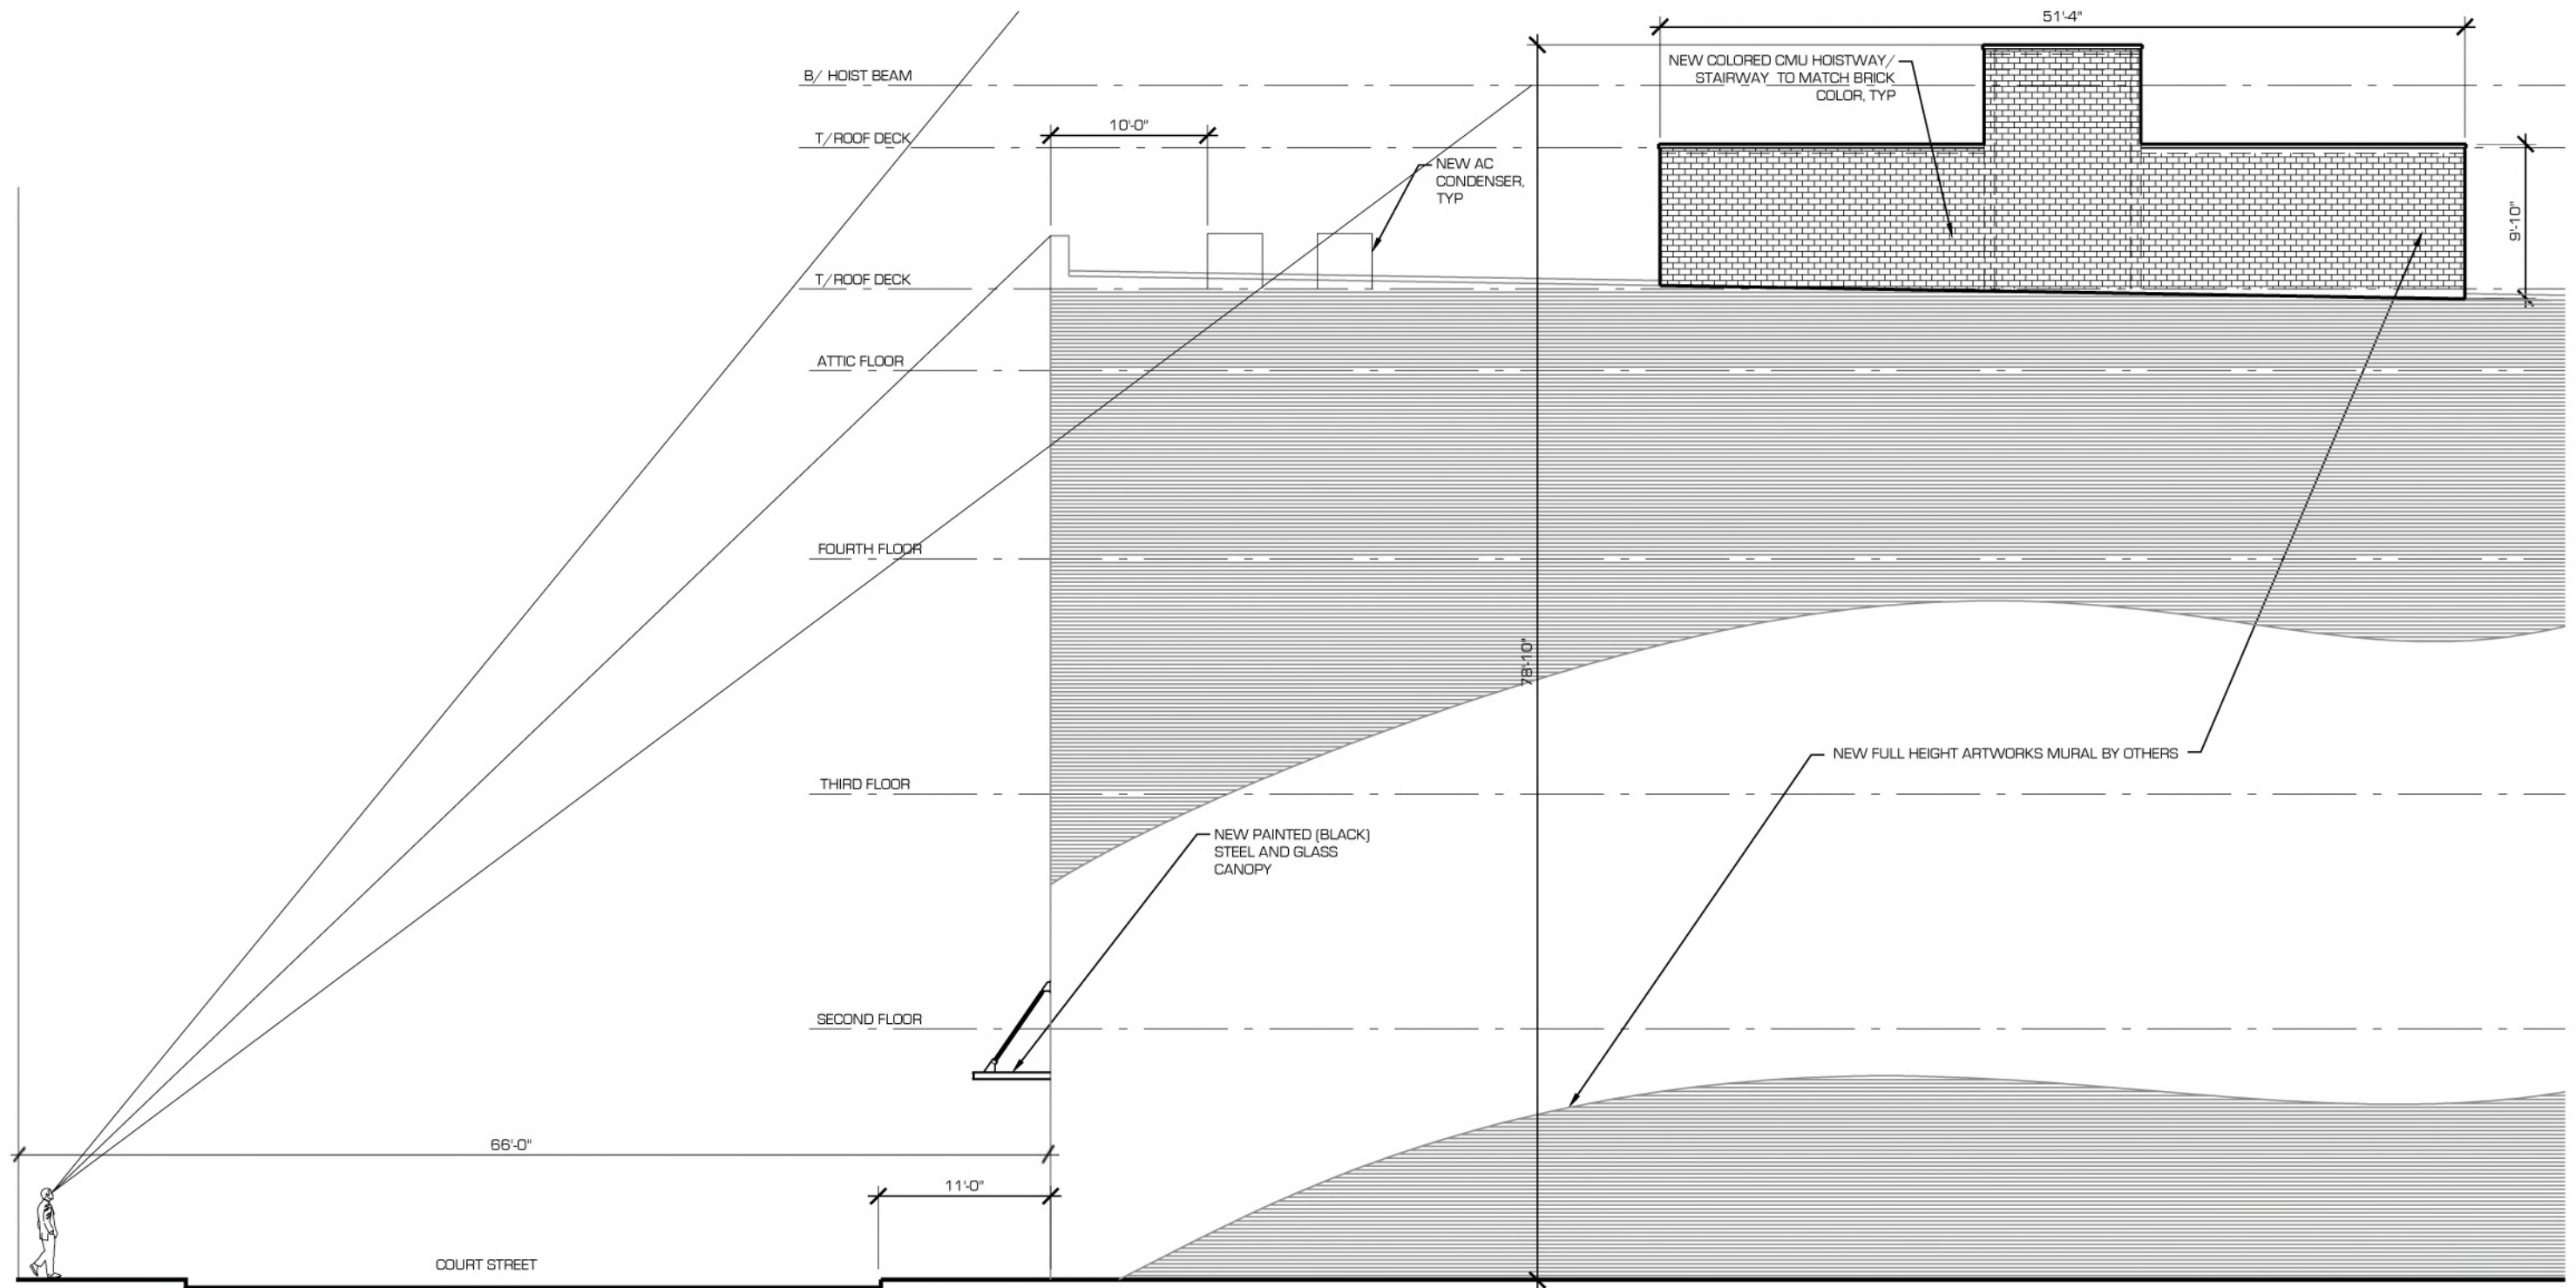 51'-4"
B/ HOIST BEAM
NEW COLORED CMU HOISTWAY/
STAIRWAY TO MATCH BRICK
COLOR, TYP
10'-0"
T/ROOF DECK
NEW AC
CONDENSER,
TYP
9'-10"
T/ROOF DECK
ATTIC FLOOR
FOURTH FLOOR
78'-10"
NEW FULL HEIGHT ARTWORKS MURAL BY OTHERS
THIRD FLOOR
NEW PAINTED (BLACK)
STEEL AND GLASS
CANOPY
SECOND FLOOR
66'-0"
11'-0"
COURT STREET